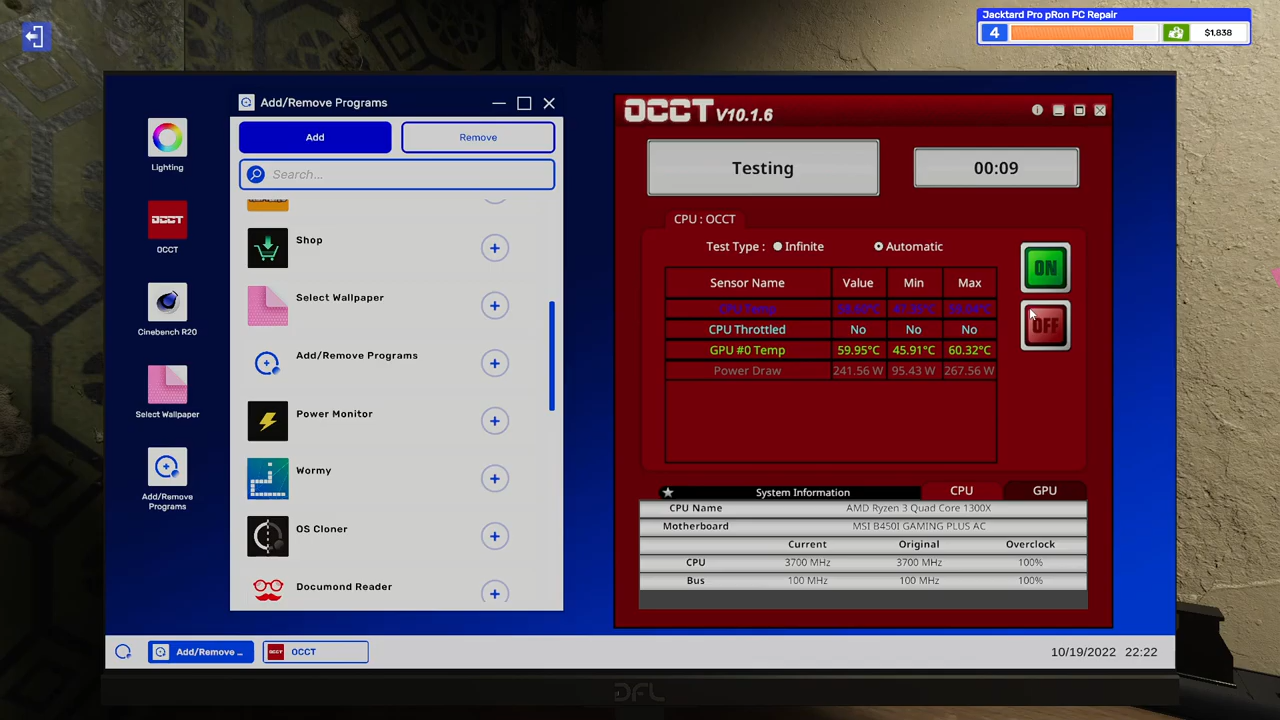 Jacktard Pro pRon PC Repair
4
$1,838
Add/Remove Programs
Add
Remove
Search...
Shop
Select Wallpaper
Add/Remove Programs
Power Monitor
Wormy
OS Cloner
Documond Reader
Lighting
OCCT
OCCT
Cinebench R20
Select Wallpaper
Add/Remove
Programs
OCCT V10.1.6
Testing
00:09
CPU : OCCT
Test Type : Infinite Automatic
Sensor Name Value Min Max
CPU Temp
CPU Throttled No No No
GPU #0 Temp 59.95°C 45.91°C 60.32°C
Power Draw 241.56 W 95.43 W 267.56 W
ON
OFF
System Information CPU GPU
CPU Name AMD Ryzen 3 Quad Core 1300X
Motherboard MSI B450I GAMING PLUS AC
Current Original Overclock
CPU 3700 MHz 3700 MHz 100%
Bus 100 MHz 100 MHz 100%
Add/Remove ...
OCCT OCCT
10/19/2022 22:22
DFL